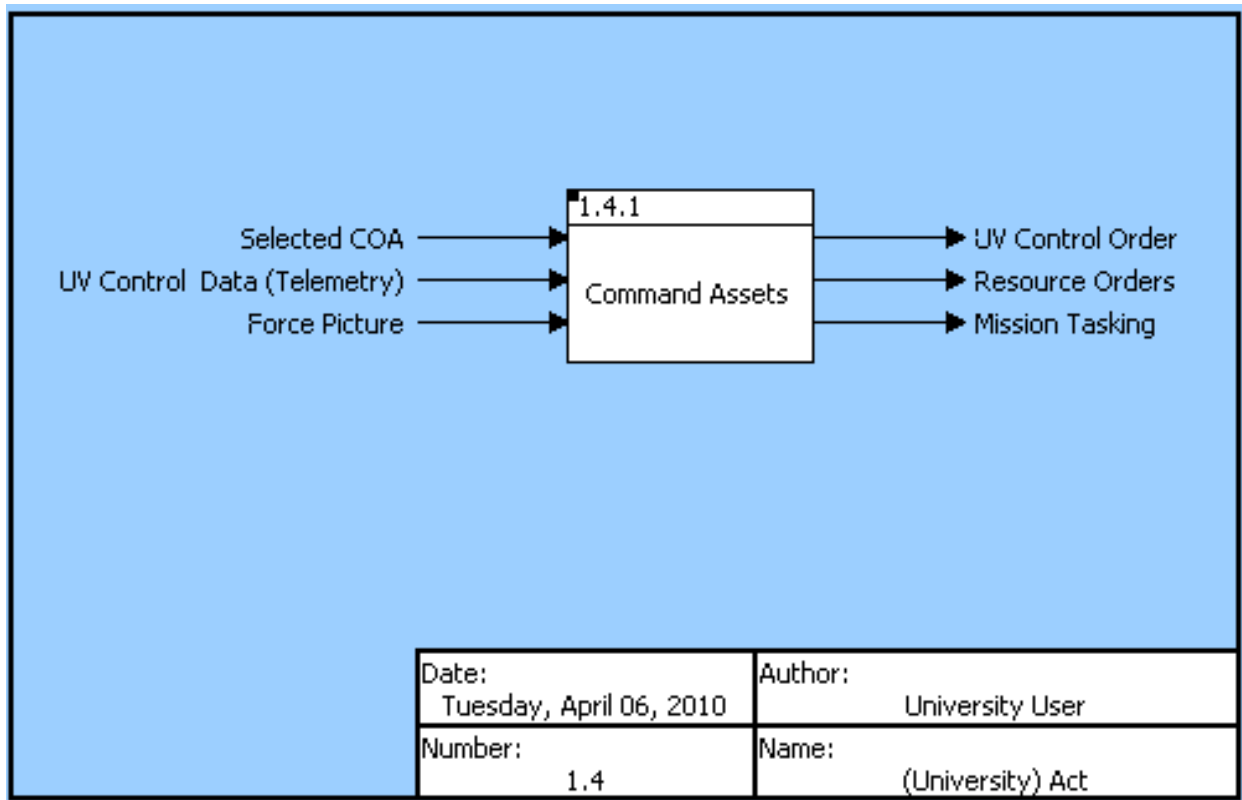 1.4.1
Selected COA
UV Control  Data (Telemetry)
Force Picture
Command Assets
UV Control Order
Resource Orders
Mission Tasking
Date:
Tuesday, April 06, 2010
Author:
University User
Number:
1.4
Name:
(University) Act